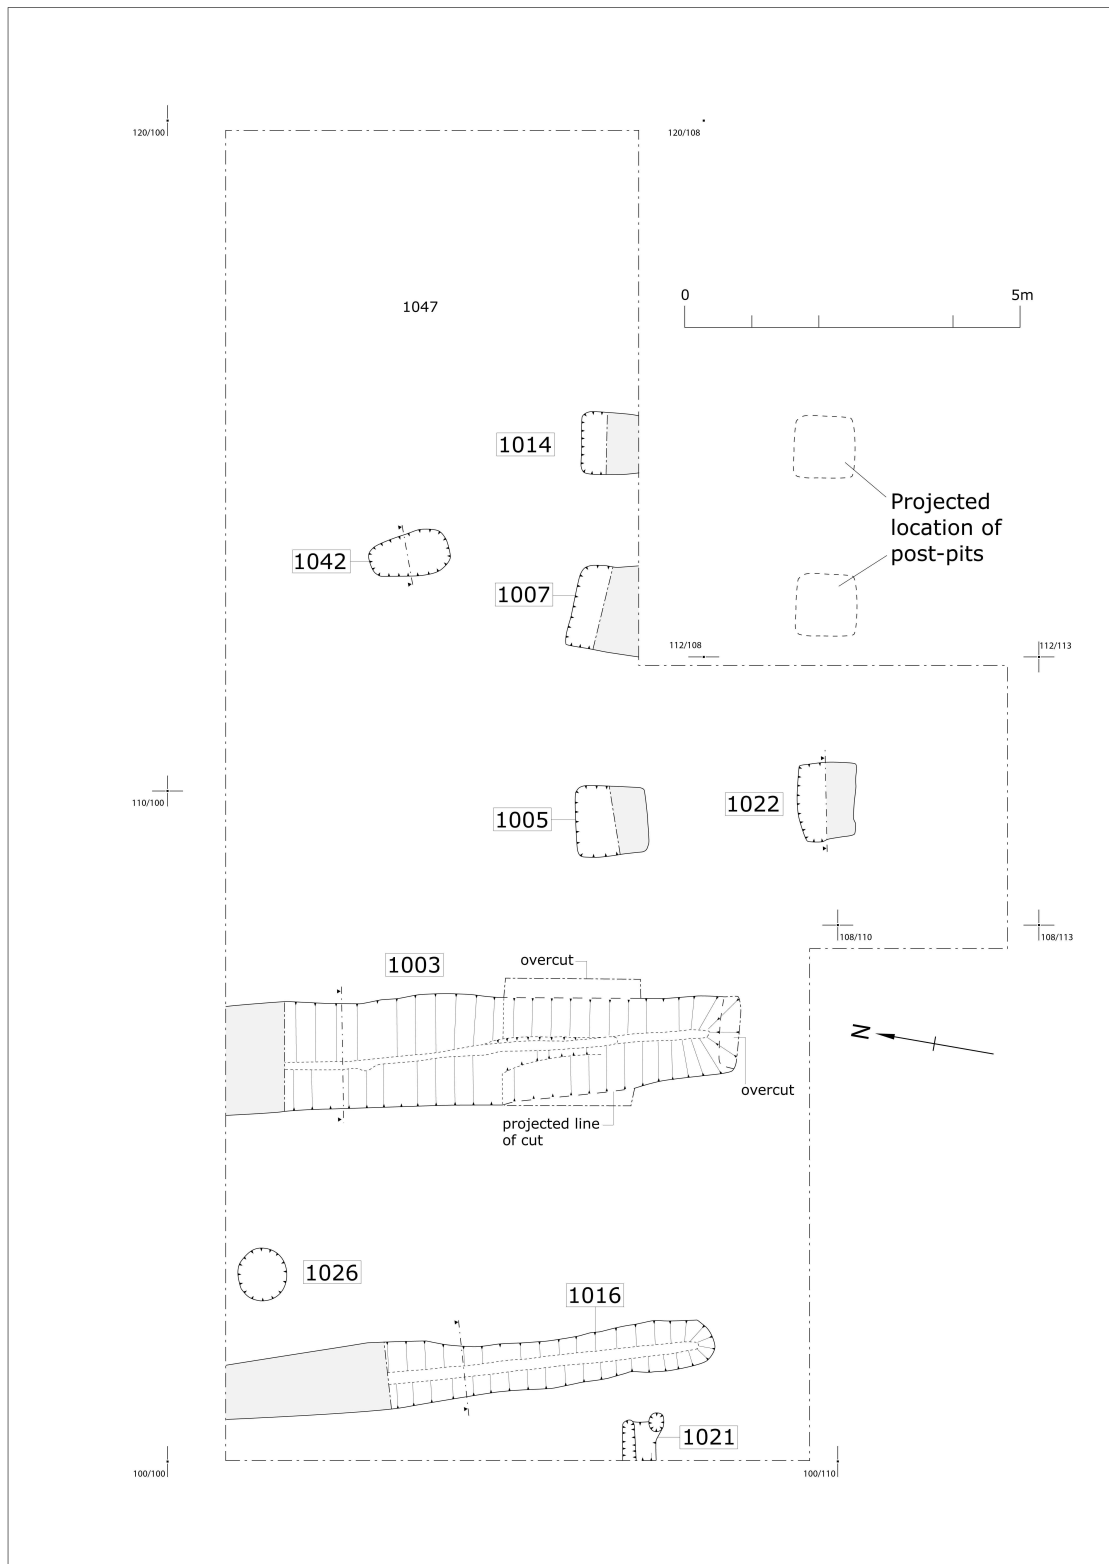 120/100
120/108
1047
0
5m
1014
Projected
location of
post-pits
1042
1007
112/108
112/113
110/100
1005
1022
108/110
108/113
1003
overcut
N
overcut
projected line
of cut
1026
1016
1021
100/100
100/110